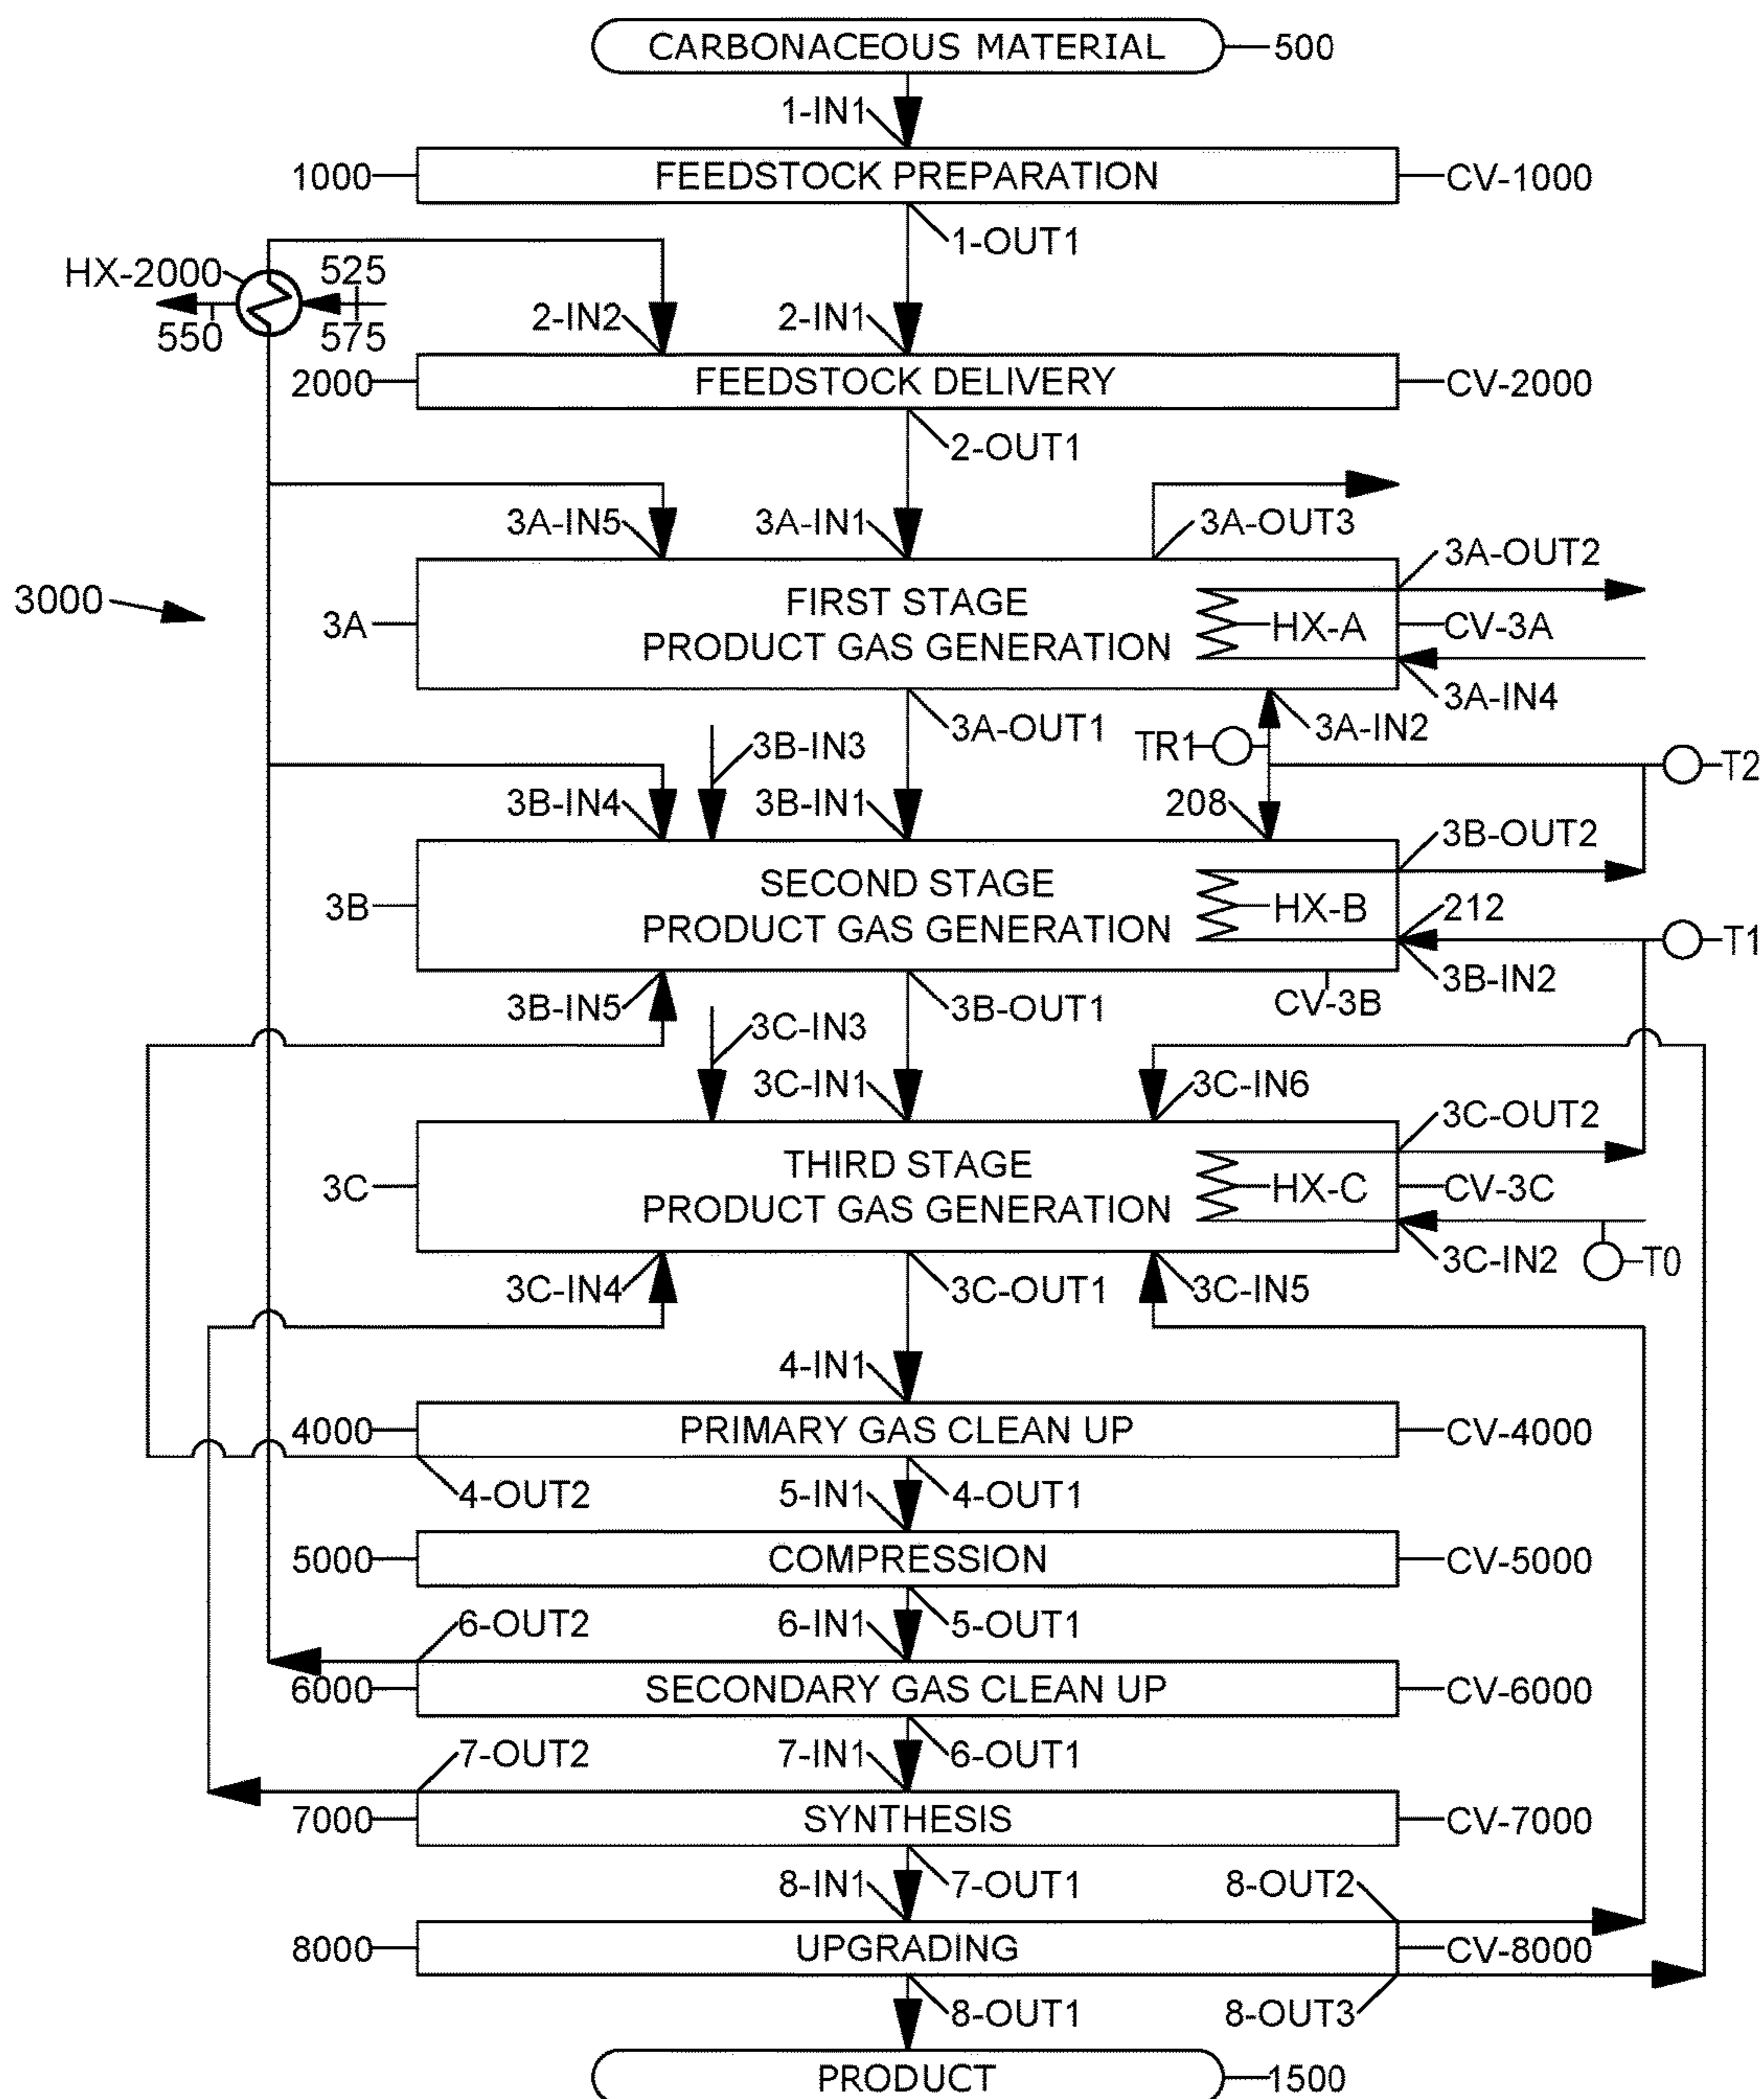 CARBONACEOUS MATERIAL
500
1-IN1
1000
FEEDSTOCK PREPARATION
CV-1000
1-OUT1
HX-2000
525
550
575
2-IN2
2-IN1
2000
FEEDSTOCK DELIVERY
CV-2000
2-OUT1
3A-IN5
3A-IN1
3A-OUT3
3A-OUT2
3000
3A
FIRST STAGE
PRODUCT GAS GENERATION
HX-A
CV-3A
3A-IN4
3A-OUT1
3A-IN2
TR1
3B-IN3
T2
3B-IN4
3B-IN1
208
3B-OUT2
3B
SECOND STAGE
PRODUCT GAS GENERATION
HX-B
212
T1
3B-IN2
3B-IN5
3B-OUT1
CV-3B
3C-IN3
3C-IN1
3C-IN6
3C-OUT2
3C
THIRD STAGE
PRODUCT GAS GENERATION
HX-C
CV-3C
3C-IN2
T0
3C-IN4
3C-OUT1
3C-IN5
4-IN1
4000
PRIMARY GAS CLEAN UP
CV-4000
4-OUT2
5-IN1
4-OUT1
5000
COMPRESSION
CV-5000
6-OUT2
6-IN1
5-OUT1
6000
SECONDARY GAS CLEAN UP
CV-6000
7-OUT2
7-IN1
6-OUT1
7000
SYNTHESIS
CV-7000
8-IN1
7-OUT1
8-OUT2
8000
UPGRADING
CV-8000
8-OUT1
8-OUT3
PRODUCT
1500